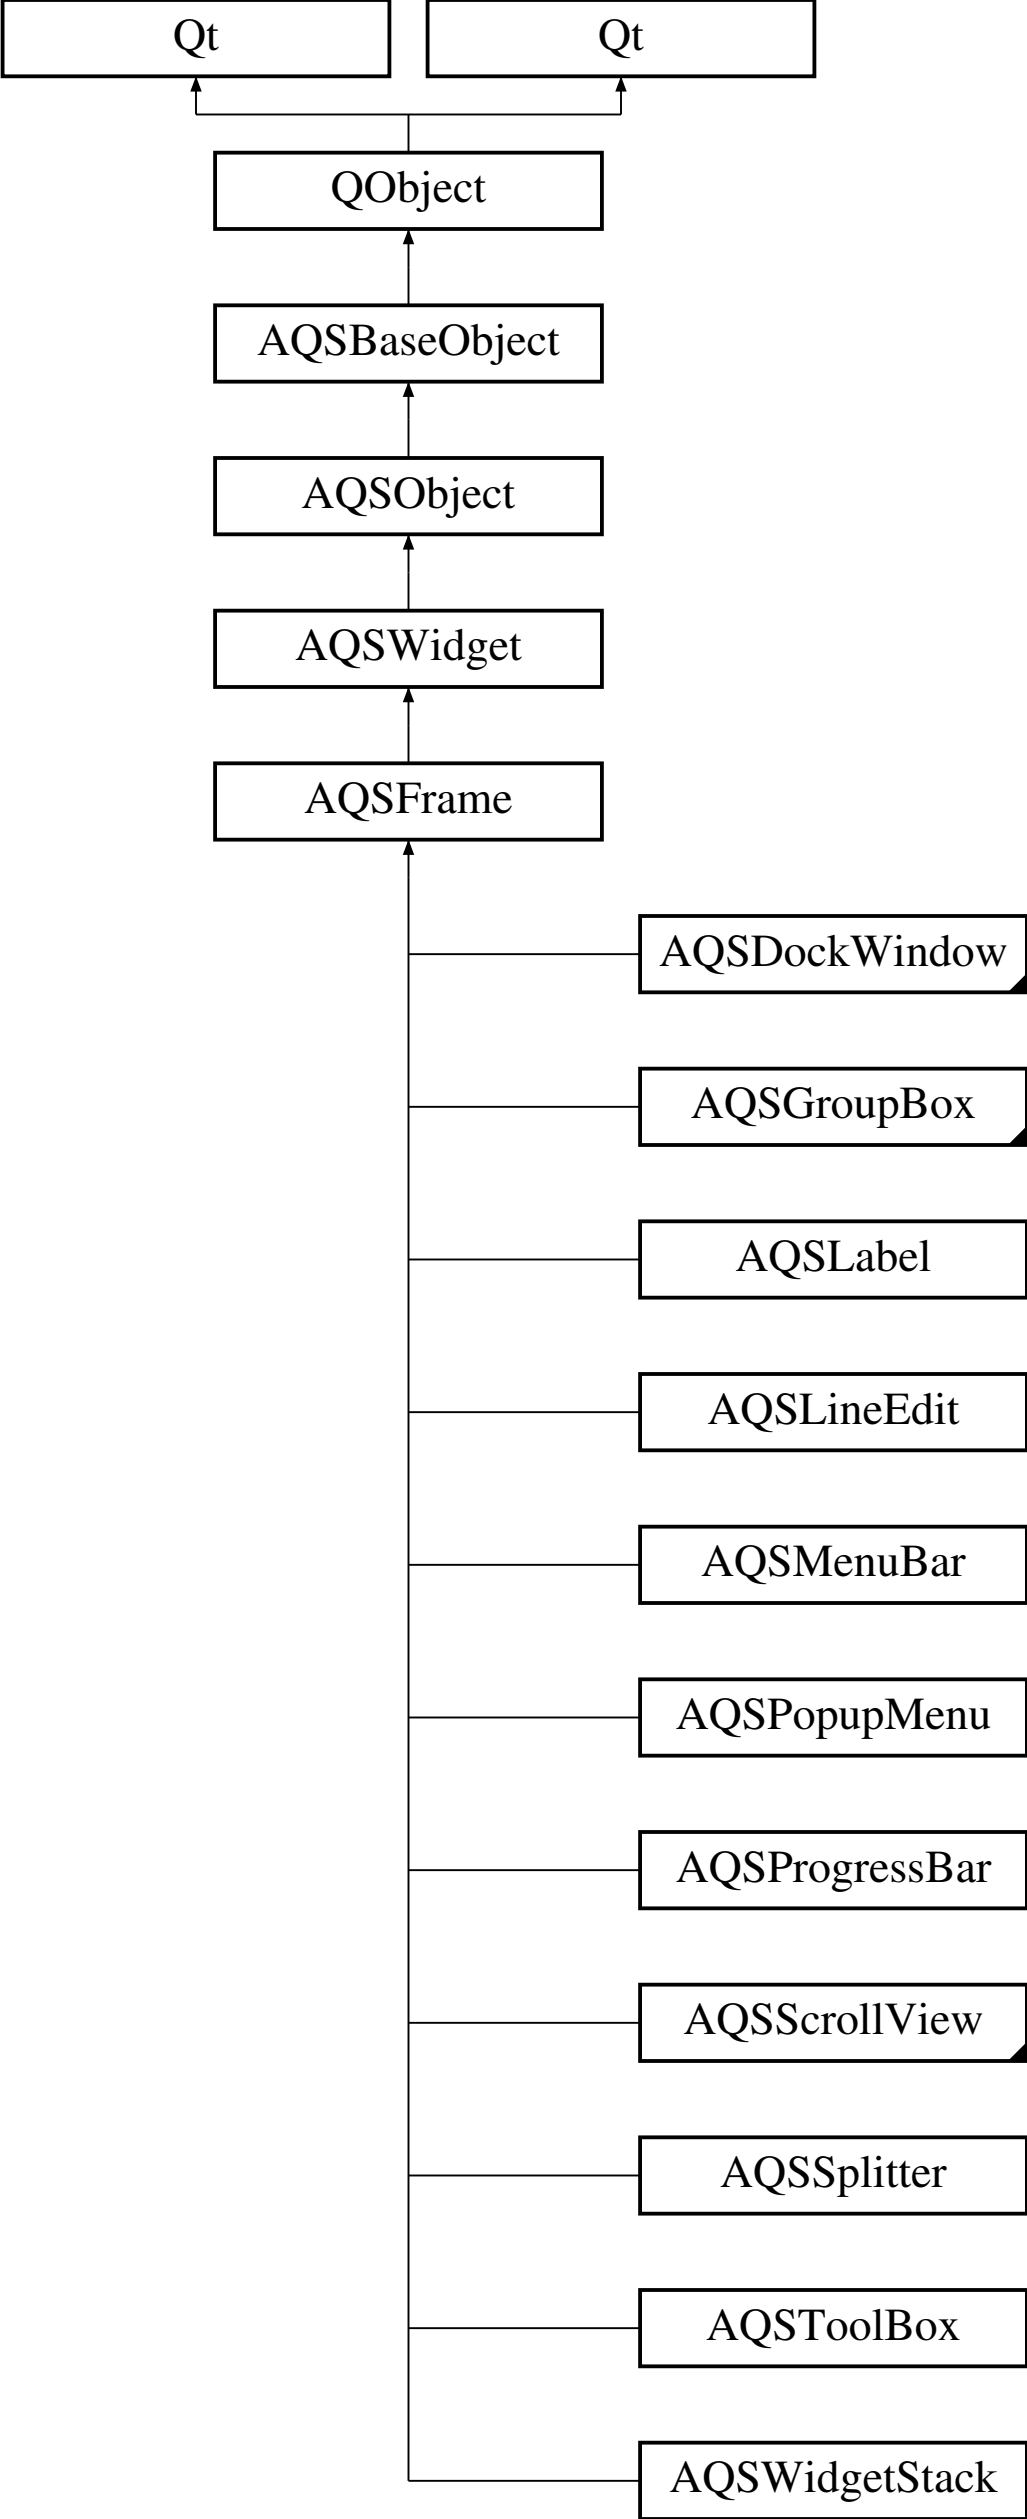 Qt
Qt
QObject
AQSBaseObject
AQSObject
AQSWidget
AQSFrame
AQSDockWindow
AQSGroupBox
AQSLabel
AQSLineEdit
AQSMenuBar
AQSPopupMenu
AQSProgressBar
AQSScrollView
AQSSplitter
AQSToolBox
AQSWidgetStack